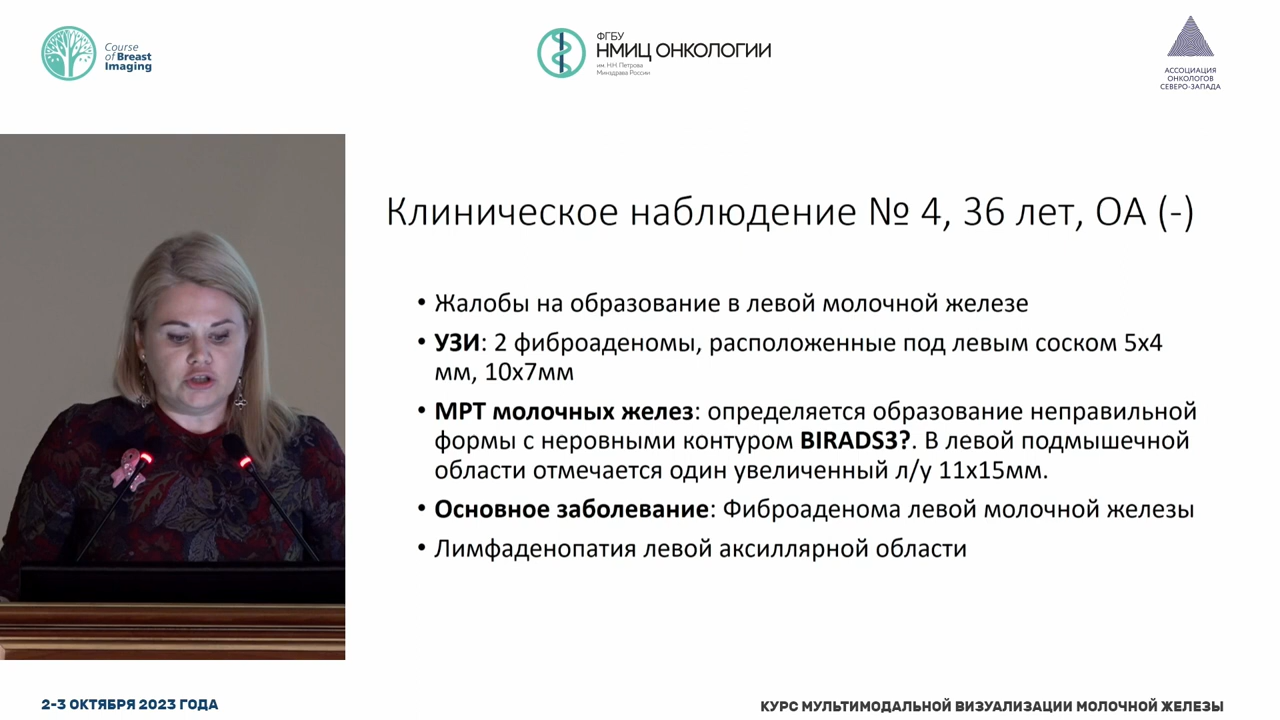 Course
of Breast
Imaging
ФГБУ
НМИЦ ОНКОЛОГИИ
им. Н.Н. Петрова
Минздрава России
АССОЦИАЦИЯ
ОНКОЛОГОВ
СЕВЕРО-ЗАПАДА
Клиническое наблюдение № 4, 36 лет, ОА (-)
• Жалобы на образование в левой молочной железе
• УЗИ: 2 фиброаденомы, расположенные под левым соском 5х4
мм, 10х7мм
• МРТ молочных желез: определяется образование неправильной
формы с неровными контуром BIRADS3?. В левой подмышечной
области отмечается один увеличенный л/у 11х15мм.
• Основное заболевание: Фиброаденома левой молочной железы
• Лимфаденопатия левой аксиллярной области
2-3 ОКТЯБРЯ 2023 ГОДА
КУРС МУЛЬТИМОДАЛЬНОЙ ВИЗУАЛИЗАЦИИ МОЛОЧНОЙ ЖЕЛЕЗЫ